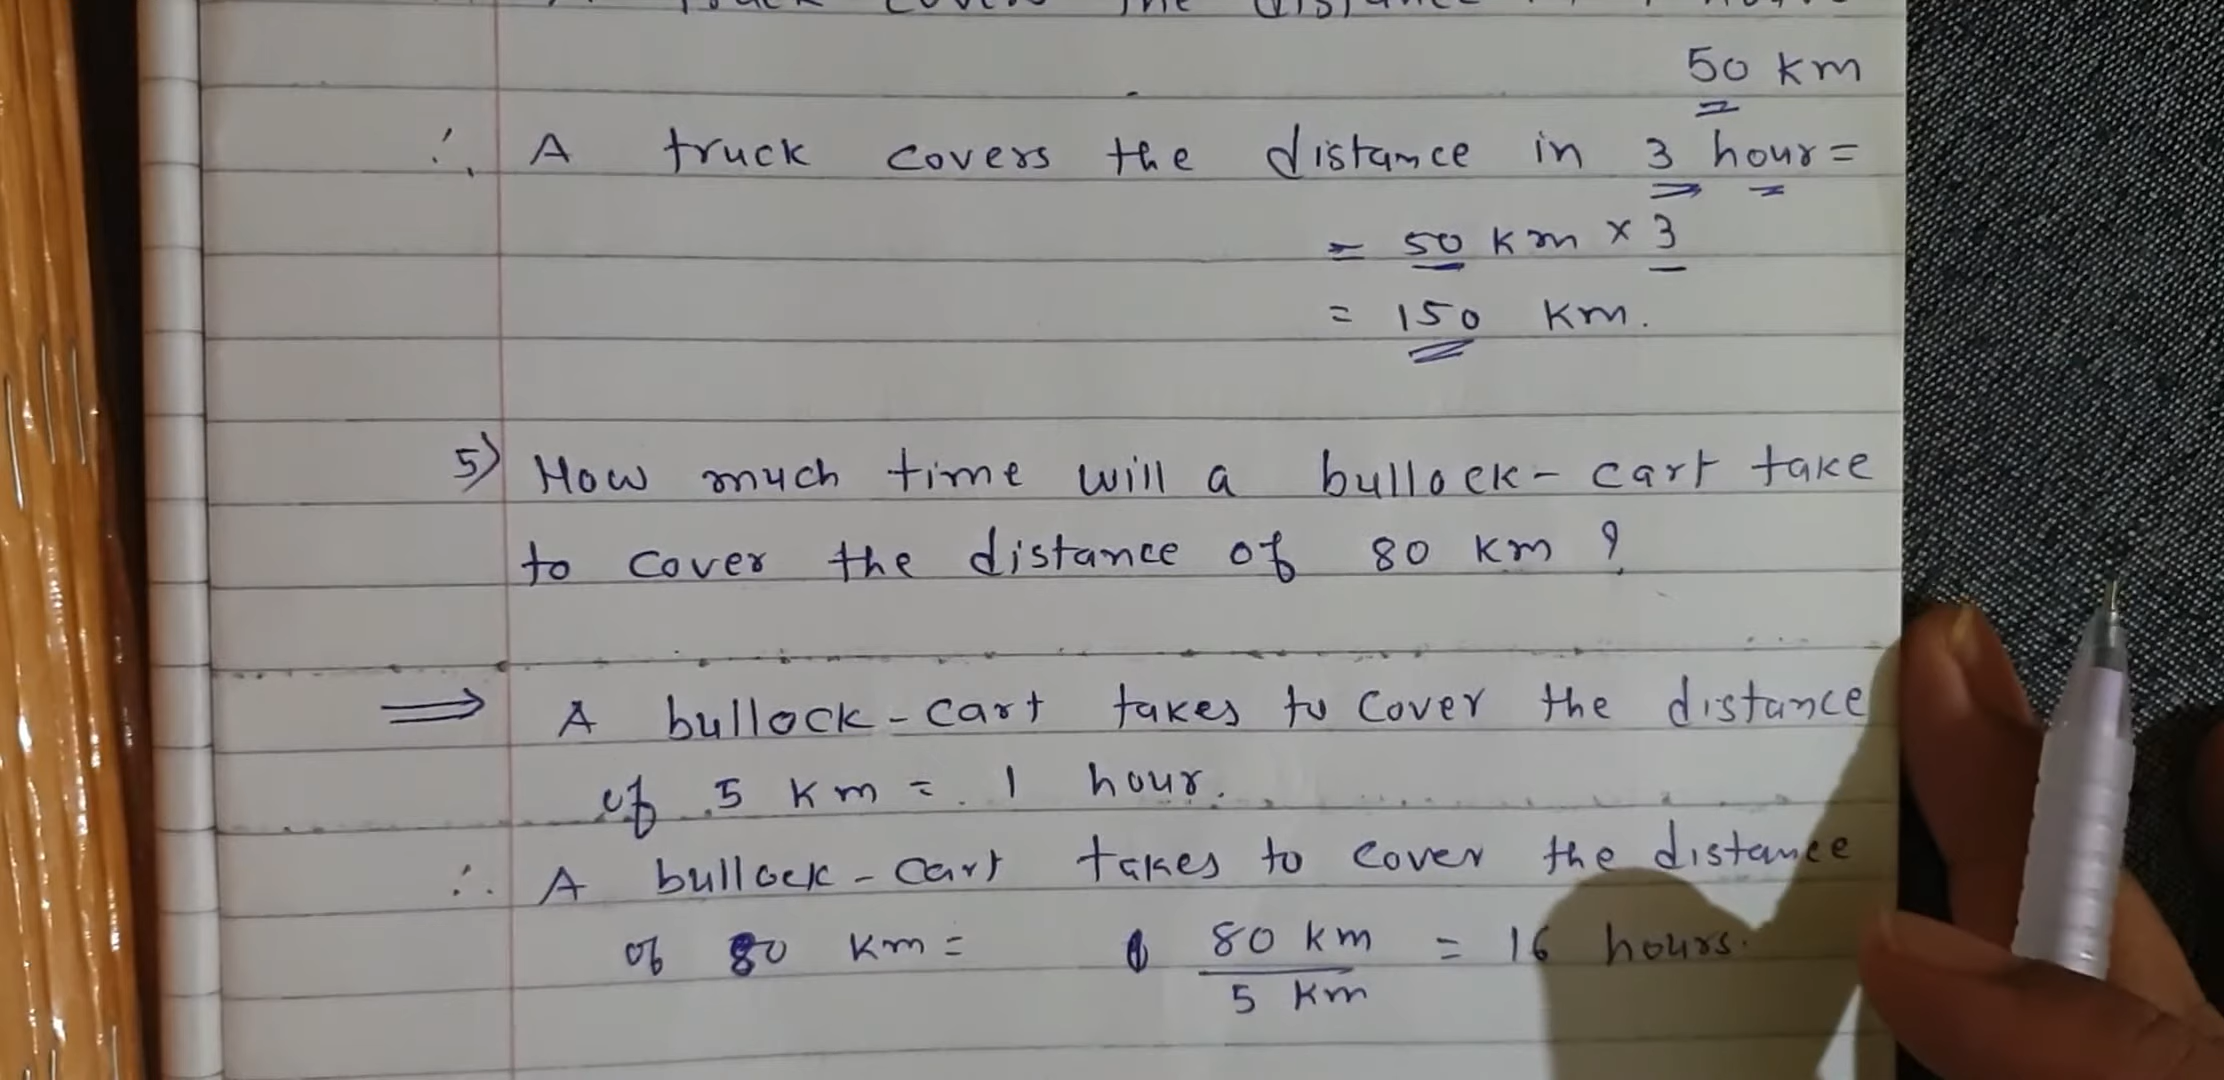 50 km
∴ A truck covers the distance in 3 hour =
= 50 km × 3
= 150 km.
5) How much time will a bullock-cart take
to cover the distance of 80 km ?
⇒ A bullock-cart takes to cover the distance
of 5 km = 1 hour.
∴ A bullock-cart takes to cover the distance
of 80 km = 80 km / 5 km = 16 hours.